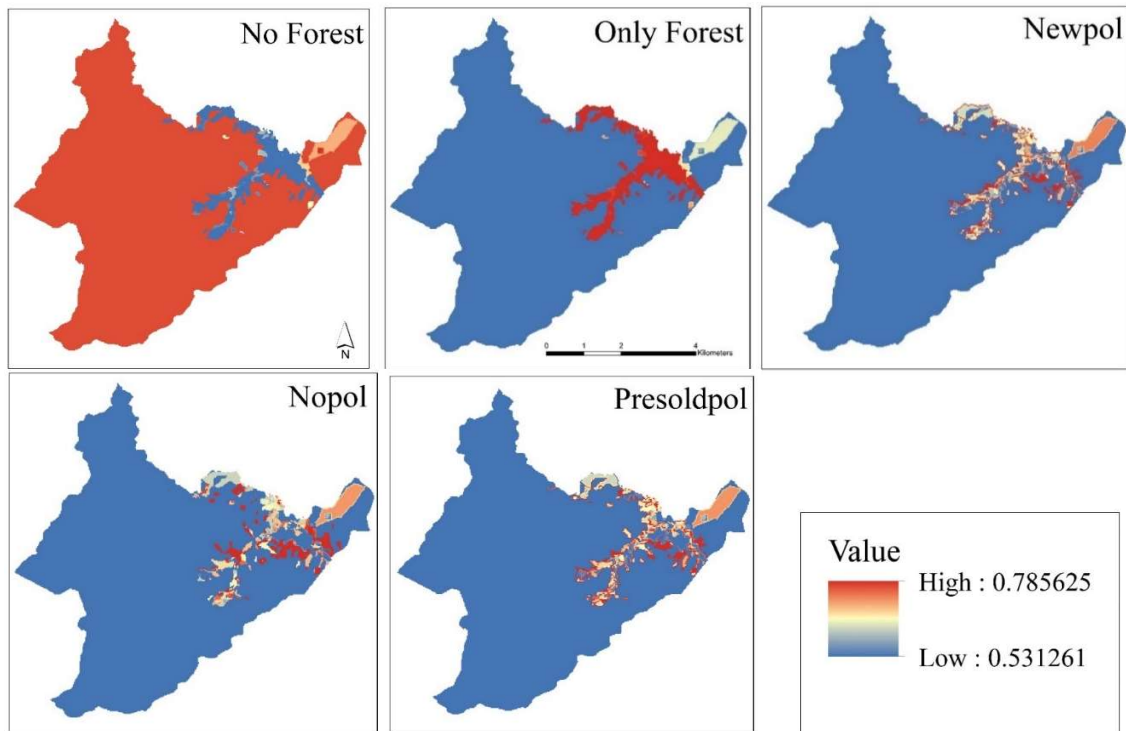 No Forest
Only Forest
Newpol
N
0 1 2 4
Kilometers
Nopol
Presoldpol
Value
High : 0.785625
Low : 0.531261